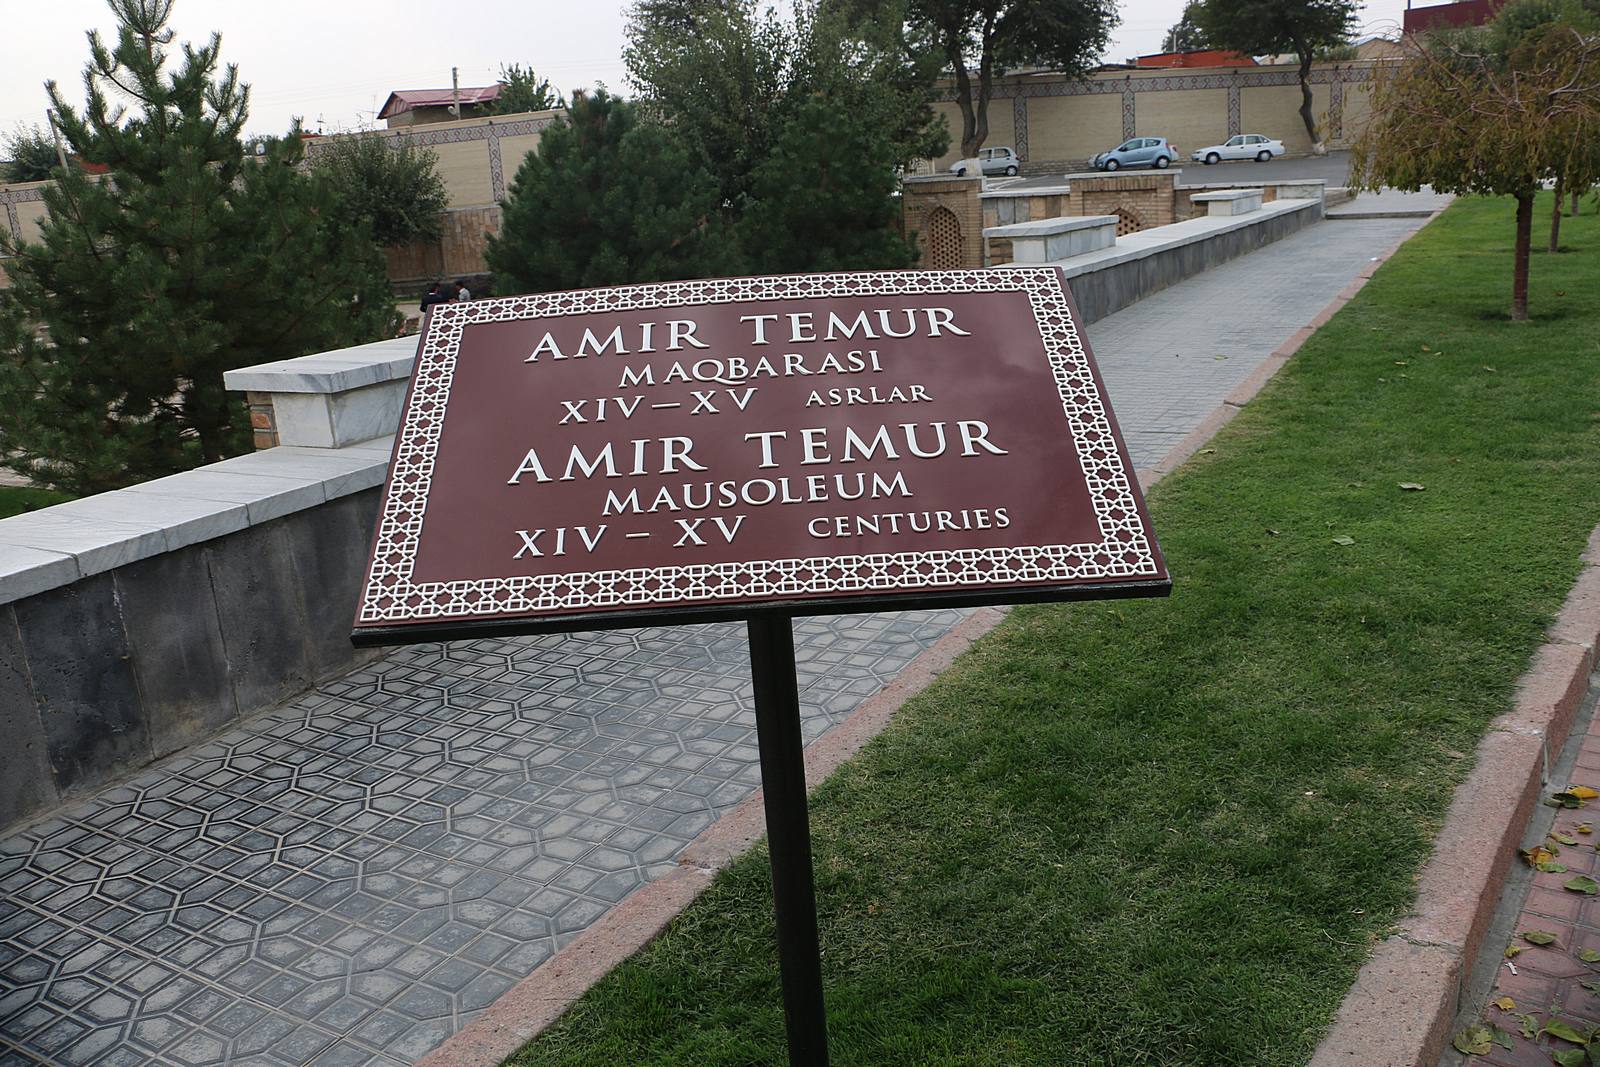 AMIR TEMUR
MAQBARASI
XIV–XV ASRLAR
AMIR TEMUR
MAUSOLEUM
XIV – XV CENTURIES